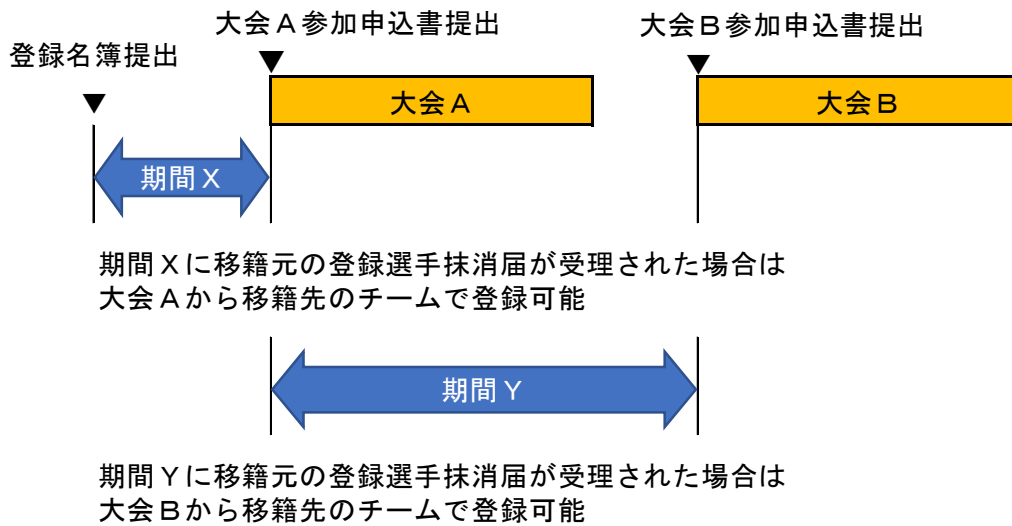 大会Ａ参加申込書提出
大会Ｂ参加申込書提出
登録名簿提出
大会Ａ
大会Ｂ
期間Ｘ
期間Ｘに移籍元の登録選手抹消届が受理された場合は
大会Ａから移籍先のチームで登録可能
期間Ｙ
期間Ｙに移籍元の登録選手抹消届が受理された場合は
大会Ｂから移籍先のチームで登録可能